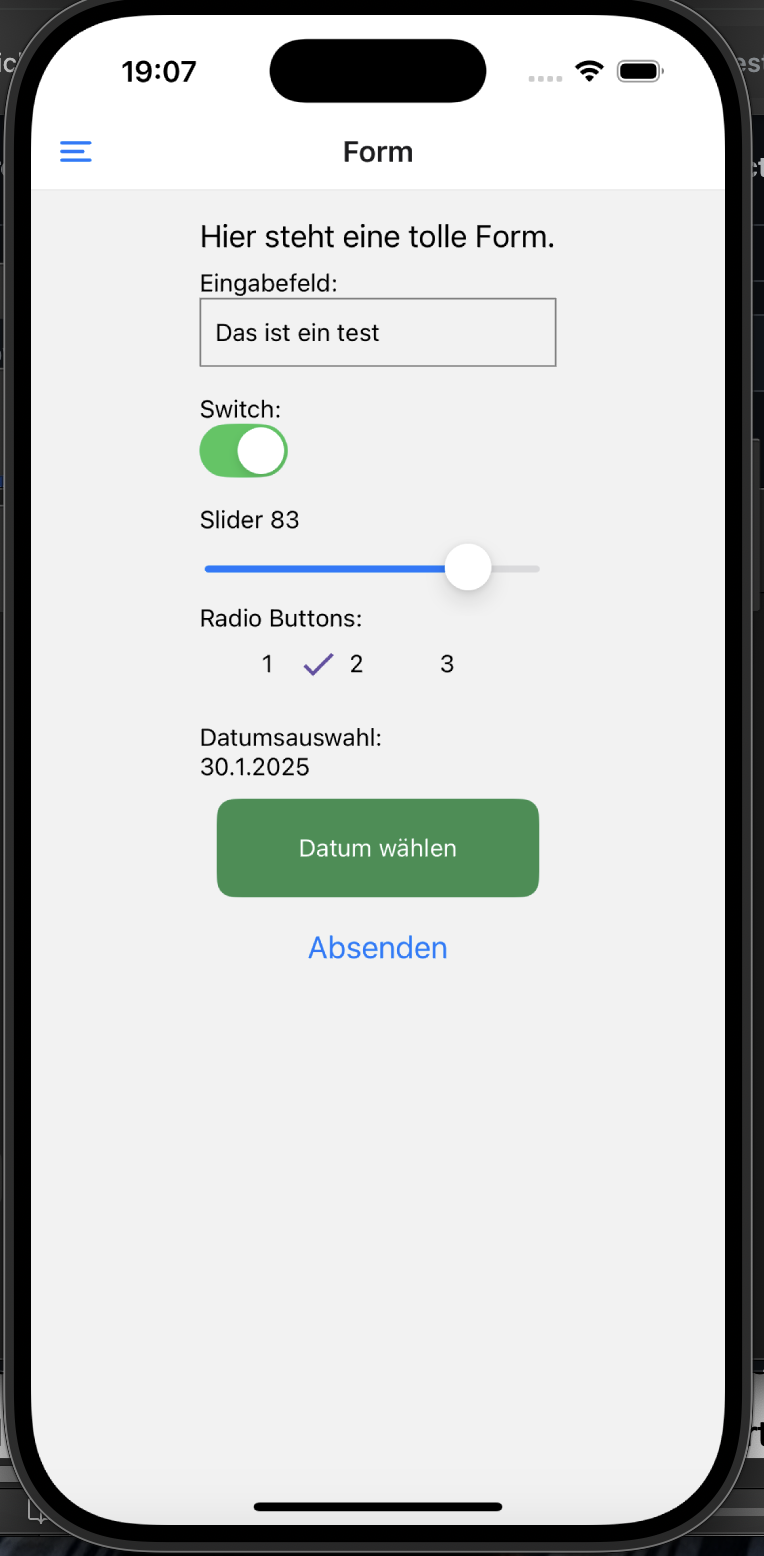 19:07
Form
Hier steht eine tolle Form.
Eingabefeld:
Das ist ein test
Switch:
Slider 83
Radio Buttons:
1 2 3
Datumsauswahl:
30.1.2025
Datum wählen
Absenden